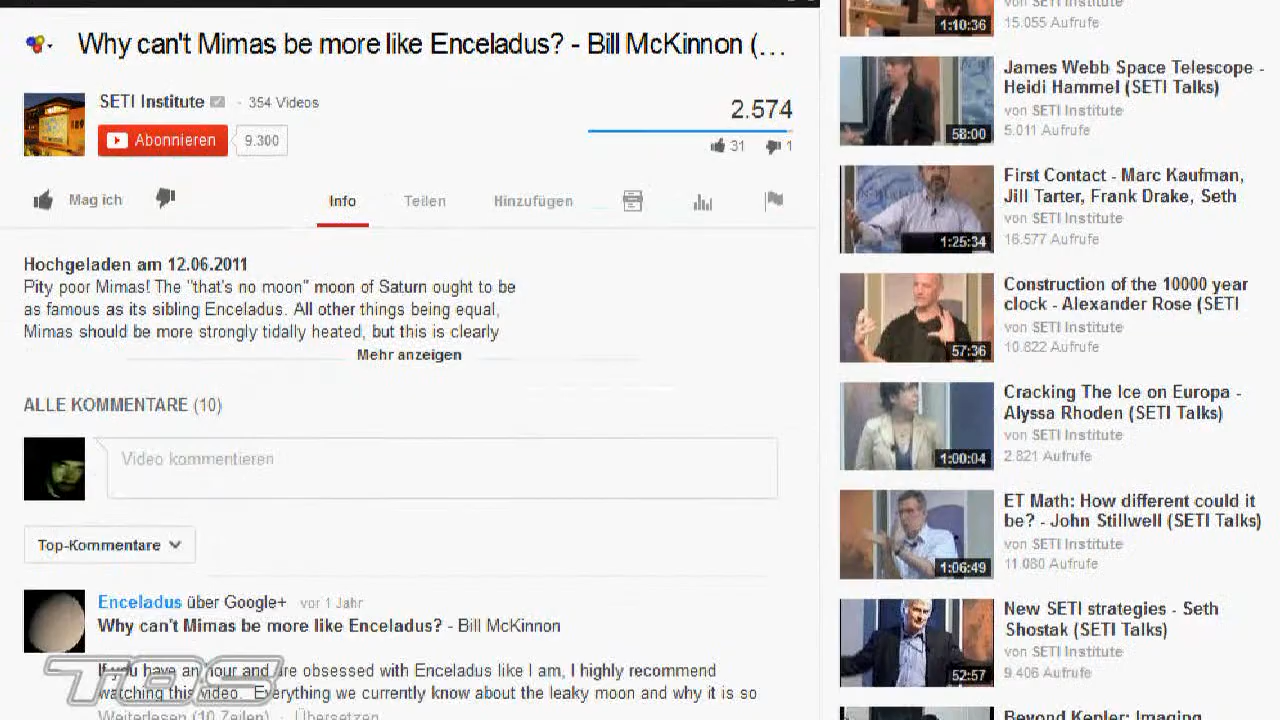 Why can't Mimas be more like Enceladus? - Bill McKinnon (...
SETI Institute - 354 Videos
Abonnieren 9.300
2.574
31 1
Mag ich
Info Teilen Hinzufügen
Hochgeladen am 12.06.2011
Pity poor Mimas! The "that's no moon" moon of Saturn ought to be
as famous as its sibling Enceladus. All other things being equal,
Mimas should be more strongly tidally heated, but this is clearly
Mehr anzeigen
ALLE KOMMENTARE (10)
Video kommentieren
Top-Kommentare
Enceladus über Google+ vor 1 Jahr
Why can't Mimas be more like Enceladus? - Bill McKinnon
If you have an hour and are obsessed with Enceladus like I am, I highly recommend
watching this video. Everything we currently know about the leaky moon and why it is so
Weiterlesen (10 Zeilen) · Übersetzen
1:10:36
von SETI Institute
15.055 Aufrufe
58:00
James Webb Space Telescope -
Heidi Hammel (SETI Talks)
von SETI Institute
5.011 Aufrufe
1:25:34
First Contact - Marc Kaufman,
Jill Tarter, Frank Drake, Seth
von SETI Institute
16.577 Aufrufe
57:36
Construction of the 10000 year
clock - Alexander Rose (SETI
von SETI Institute
10.822 Aufrufe
1:00:04
Cracking The Ice on Europa -
Alyssa Rhoden (SETI Talks)
von SETI Institute
2.821 Aufrufe
1:06:49
ET Math: How different could it
be? - John Stillwell (SETI Talks)
von SETI Institute
11.080 Aufrufe
52:57
New SETI strategies - Seth
Shostak (SETI Talks)
von SETI Institute
9.406 Aufrufe
Beyond Kepler: Imaging